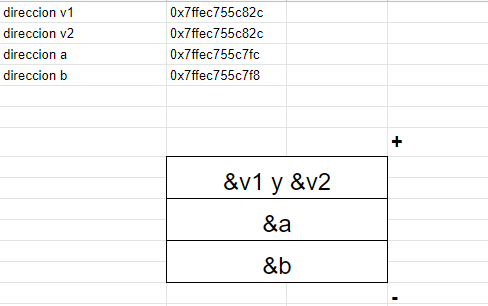 direccion v1 0x7ffec755c82c
direccion v2 0x7ffec755c82c
direccion a 0x7ffec755c7fc
direccion b 0x7ffec755c7f8
+
&v1 y &v2
&a
&b
-